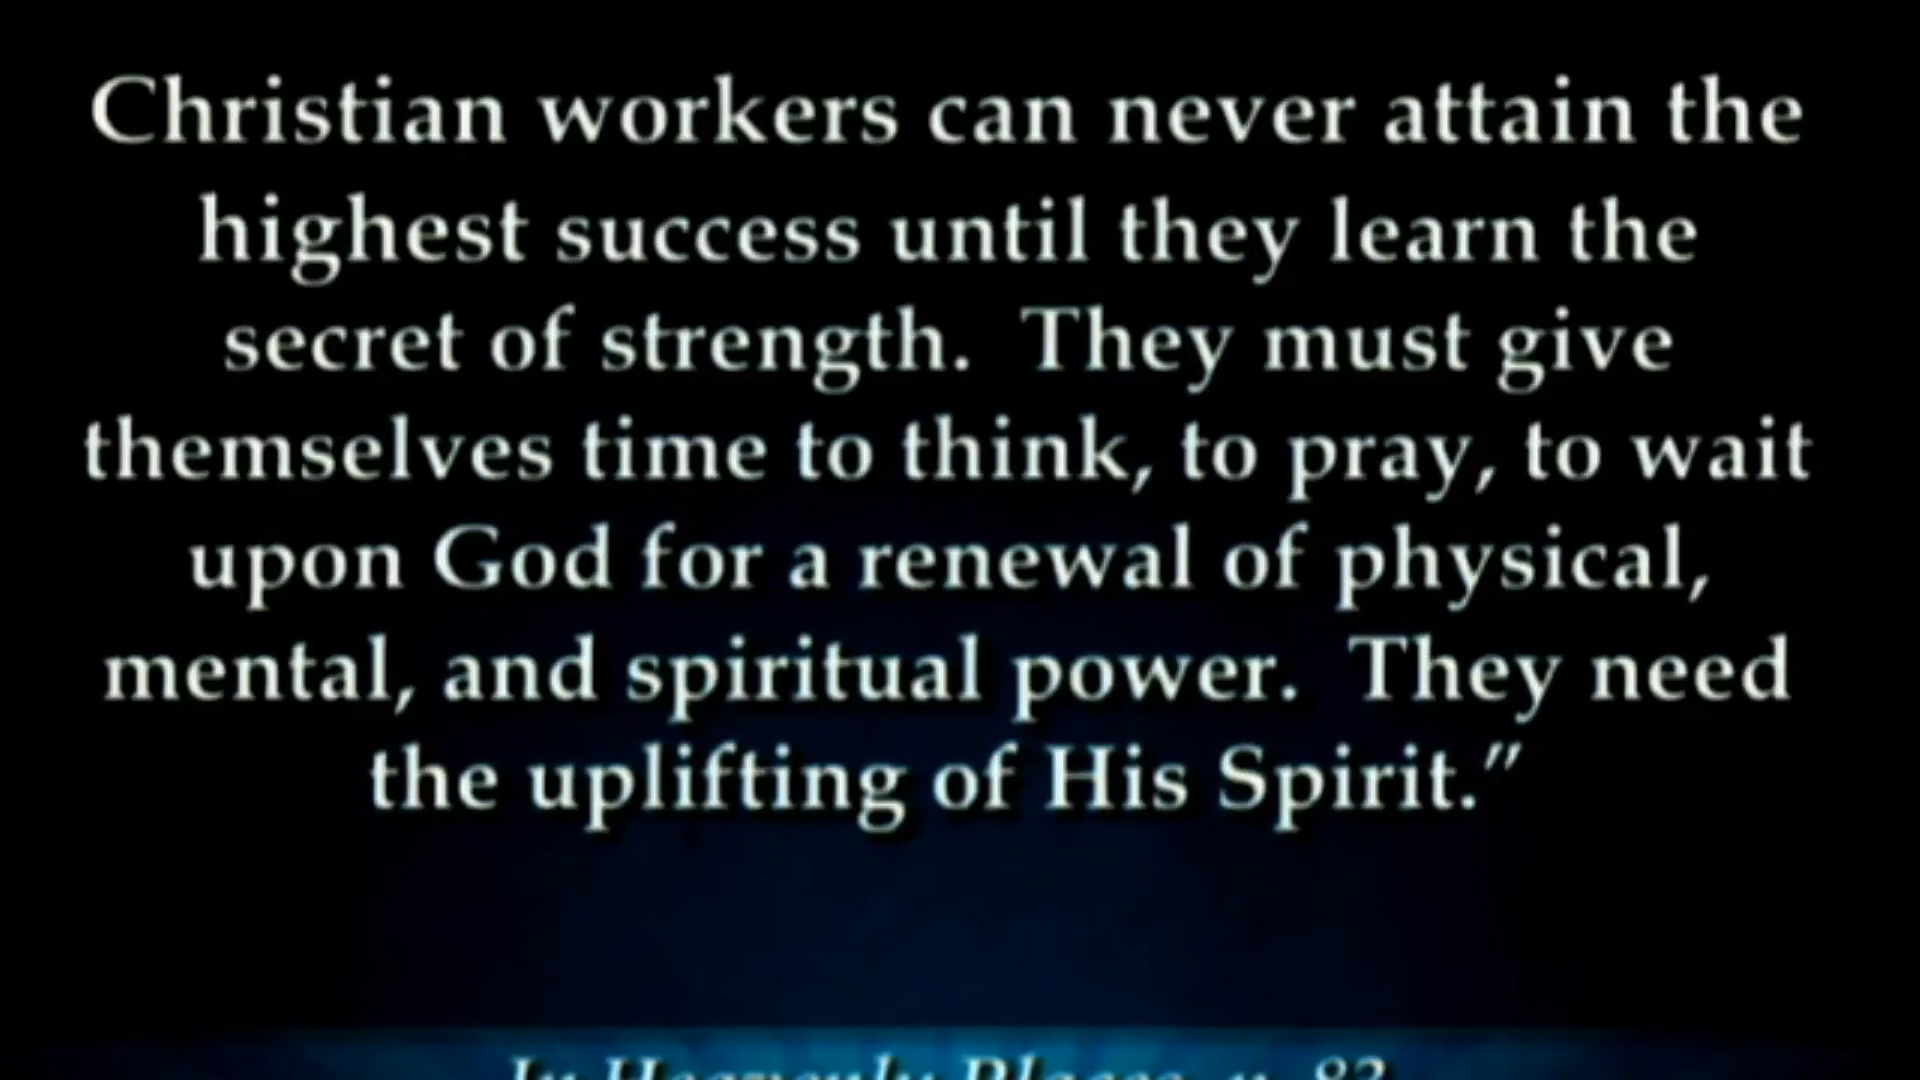 Christian workers can never attain the
highest success until they learn the
secret of strength.  They must give
themselves time to think, to pray, to wait
upon God for a renewal of physical,
mental, and spiritual power.  They need
the uplifting of His Spirit.”
In Heavenly Places, p. 83